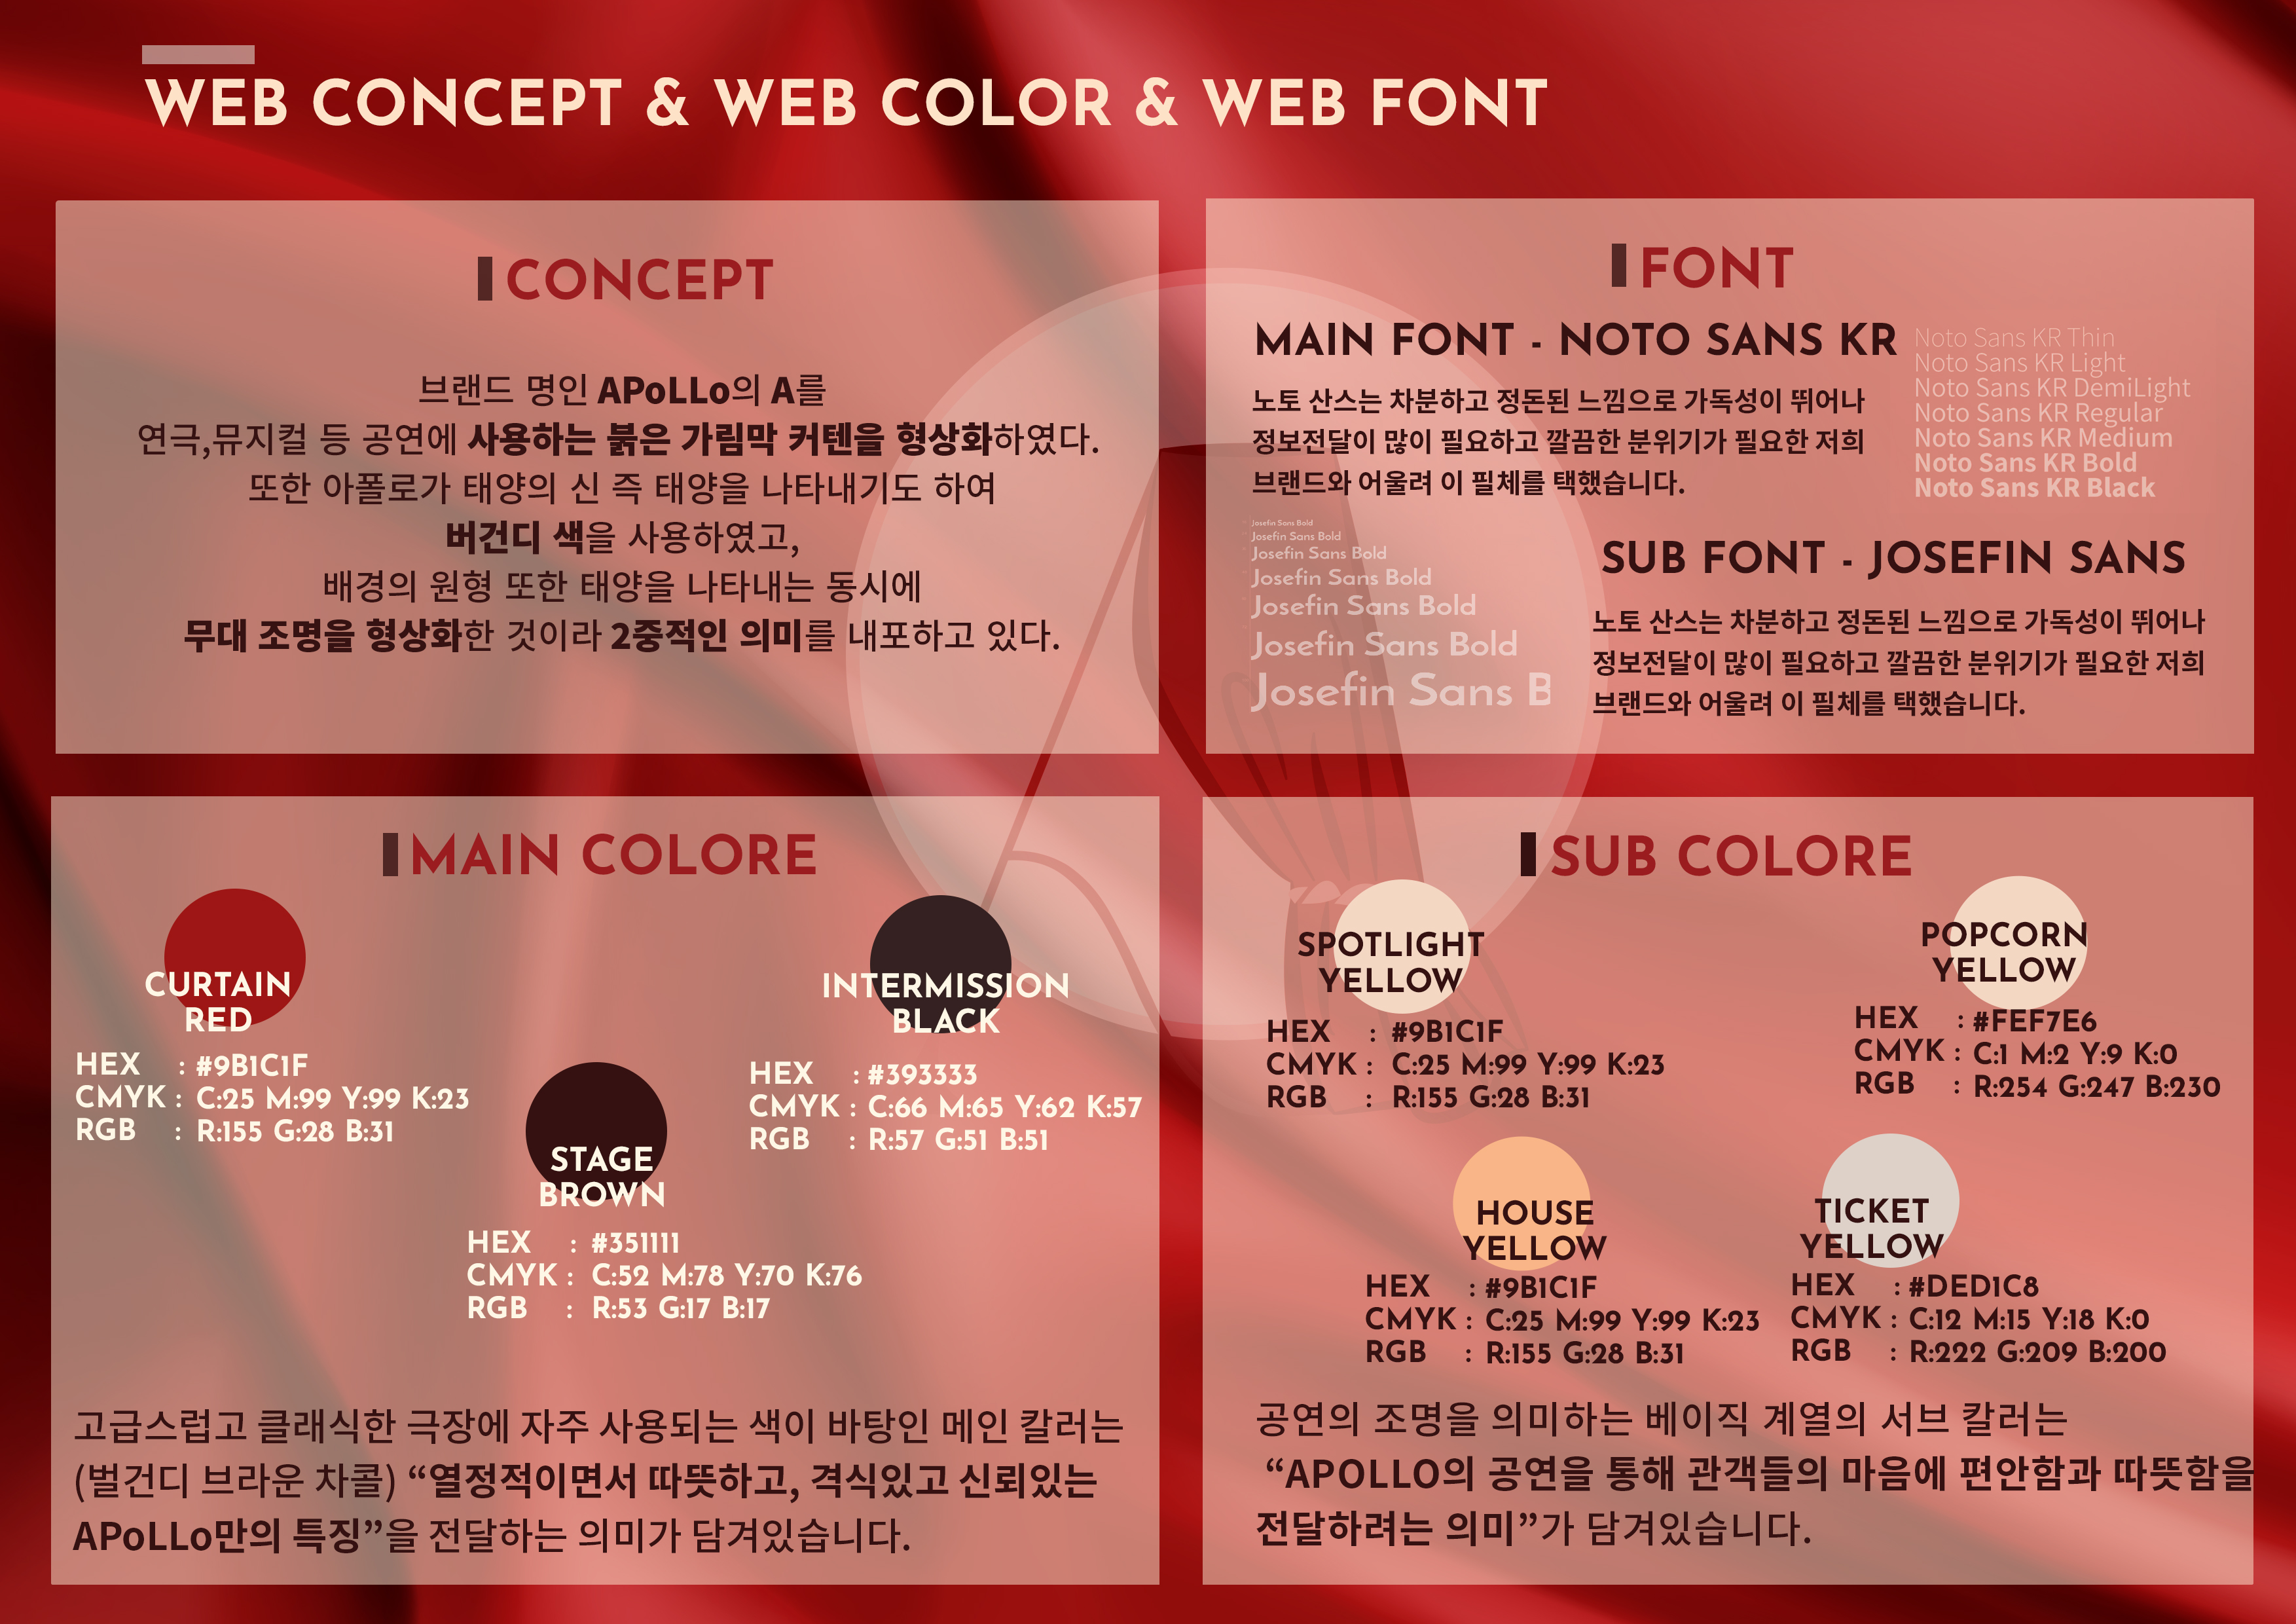 WEB CONCEPT & WEB COLOR & WEB FONT
CONCEPT
브랜드 명인 APoLLo의 A를
연극,뮤지컬 등 공연에 사용하는 붉은 가림막 커텐을 형상화하였다.
또한 아폴로가 태양의 신 즉 태양을 나타내기도 하여
버건디 색을 사용하였고,
배경의 원형 또한 태양을 나타내는 동시에
무대 조명을 형상화한 것이라 2중적인 의미를 내포하고 있다.
FONT
MAIN FONT - NOTO SANS KR
노토 산스는 차분하고 정돈된 느낌으로 가독성이 뛰어나
정보전달이 많이 필요하고 깔끔한 분위기가 필요한 저희
브랜드와 어울려 이 필체를 택했습니다.
Noto Sans KR Thin
Noto Sans KR Light
Noto Sans KR DemiLight
Noto Sans KR Regular
Noto Sans KR Medium
Noto Sans KR Bold
Noto Sans KR Black
Josefin Sans Bold
Josefin Sans Bold
Josefin Sans Bold
Josefin Sans Bold
Josefin Sans Bold
Josefin Sans Bold
Josefin Sans B
SUB FONT - JOSEFIN SANS
노토 산스는 차분하고 정돈된 느낌으로 가독성이 뛰어나
정보전달이 많이 필요하고 깔끔한 분위기가 필요한 저희
브랜드와 어울려 이 필체를 택했습니다.
MAIN COLORE
CURTAIN
RED
HEX : #9B1C1F
CMYK : C:25 M:99 Y:99 K:23
RGB : R:155 G:28 B:31
STAGE
BROWN
HEX : #351111
CMYK : C:52 M:78 Y:70 K:76
RGB : R:53 G:17 B:17
INTERMISSION
BLACK
HEX : #393333
CMYK : C:66 M:65 Y:62 K:57
RGB : R:57 G:51 B:51
고급스럽고 클래식한 극장에 자주 사용되는 색이 바탕인 메인 칼러는
(벌건디 브라운 차콜) “열정적이면서 따뜻하고, 격식있고 신뢰있는
APoLLo만의 특징”을 전달하는 의미가 담겨있습니다.
SUB COLORE
SPOTLIGHT
YELLOW
HEX : #9B1C1F
CMYK : C:25 M:99 Y:99 K:23
RGB : R:155 G:28 B:31
POPCORN
YELLOW
HEX : #FEF7E6
CMYK : C:1 M:2 Y:9 K:0
RGB : R:254 G:247 B:230
HOUSE
YELLOW
HEX : #9B1C1F
CMYK : C:25 M:99 Y:99 K:23
RGB : R:155 G:28 B:31
TICKET
YELLOW
HEX : #DED1C8
CMYK : C:12 M:15 Y:18 K:0
RGB : R:222 G:209 B:200
공연의 조명을 의미하는 베이직 계열의 서브 칼러는
“APOLLO의 공연을 통해 관객들의 마음에 편안함과 따뜻함을
전달하려는 의미”가 담겨있습니다.